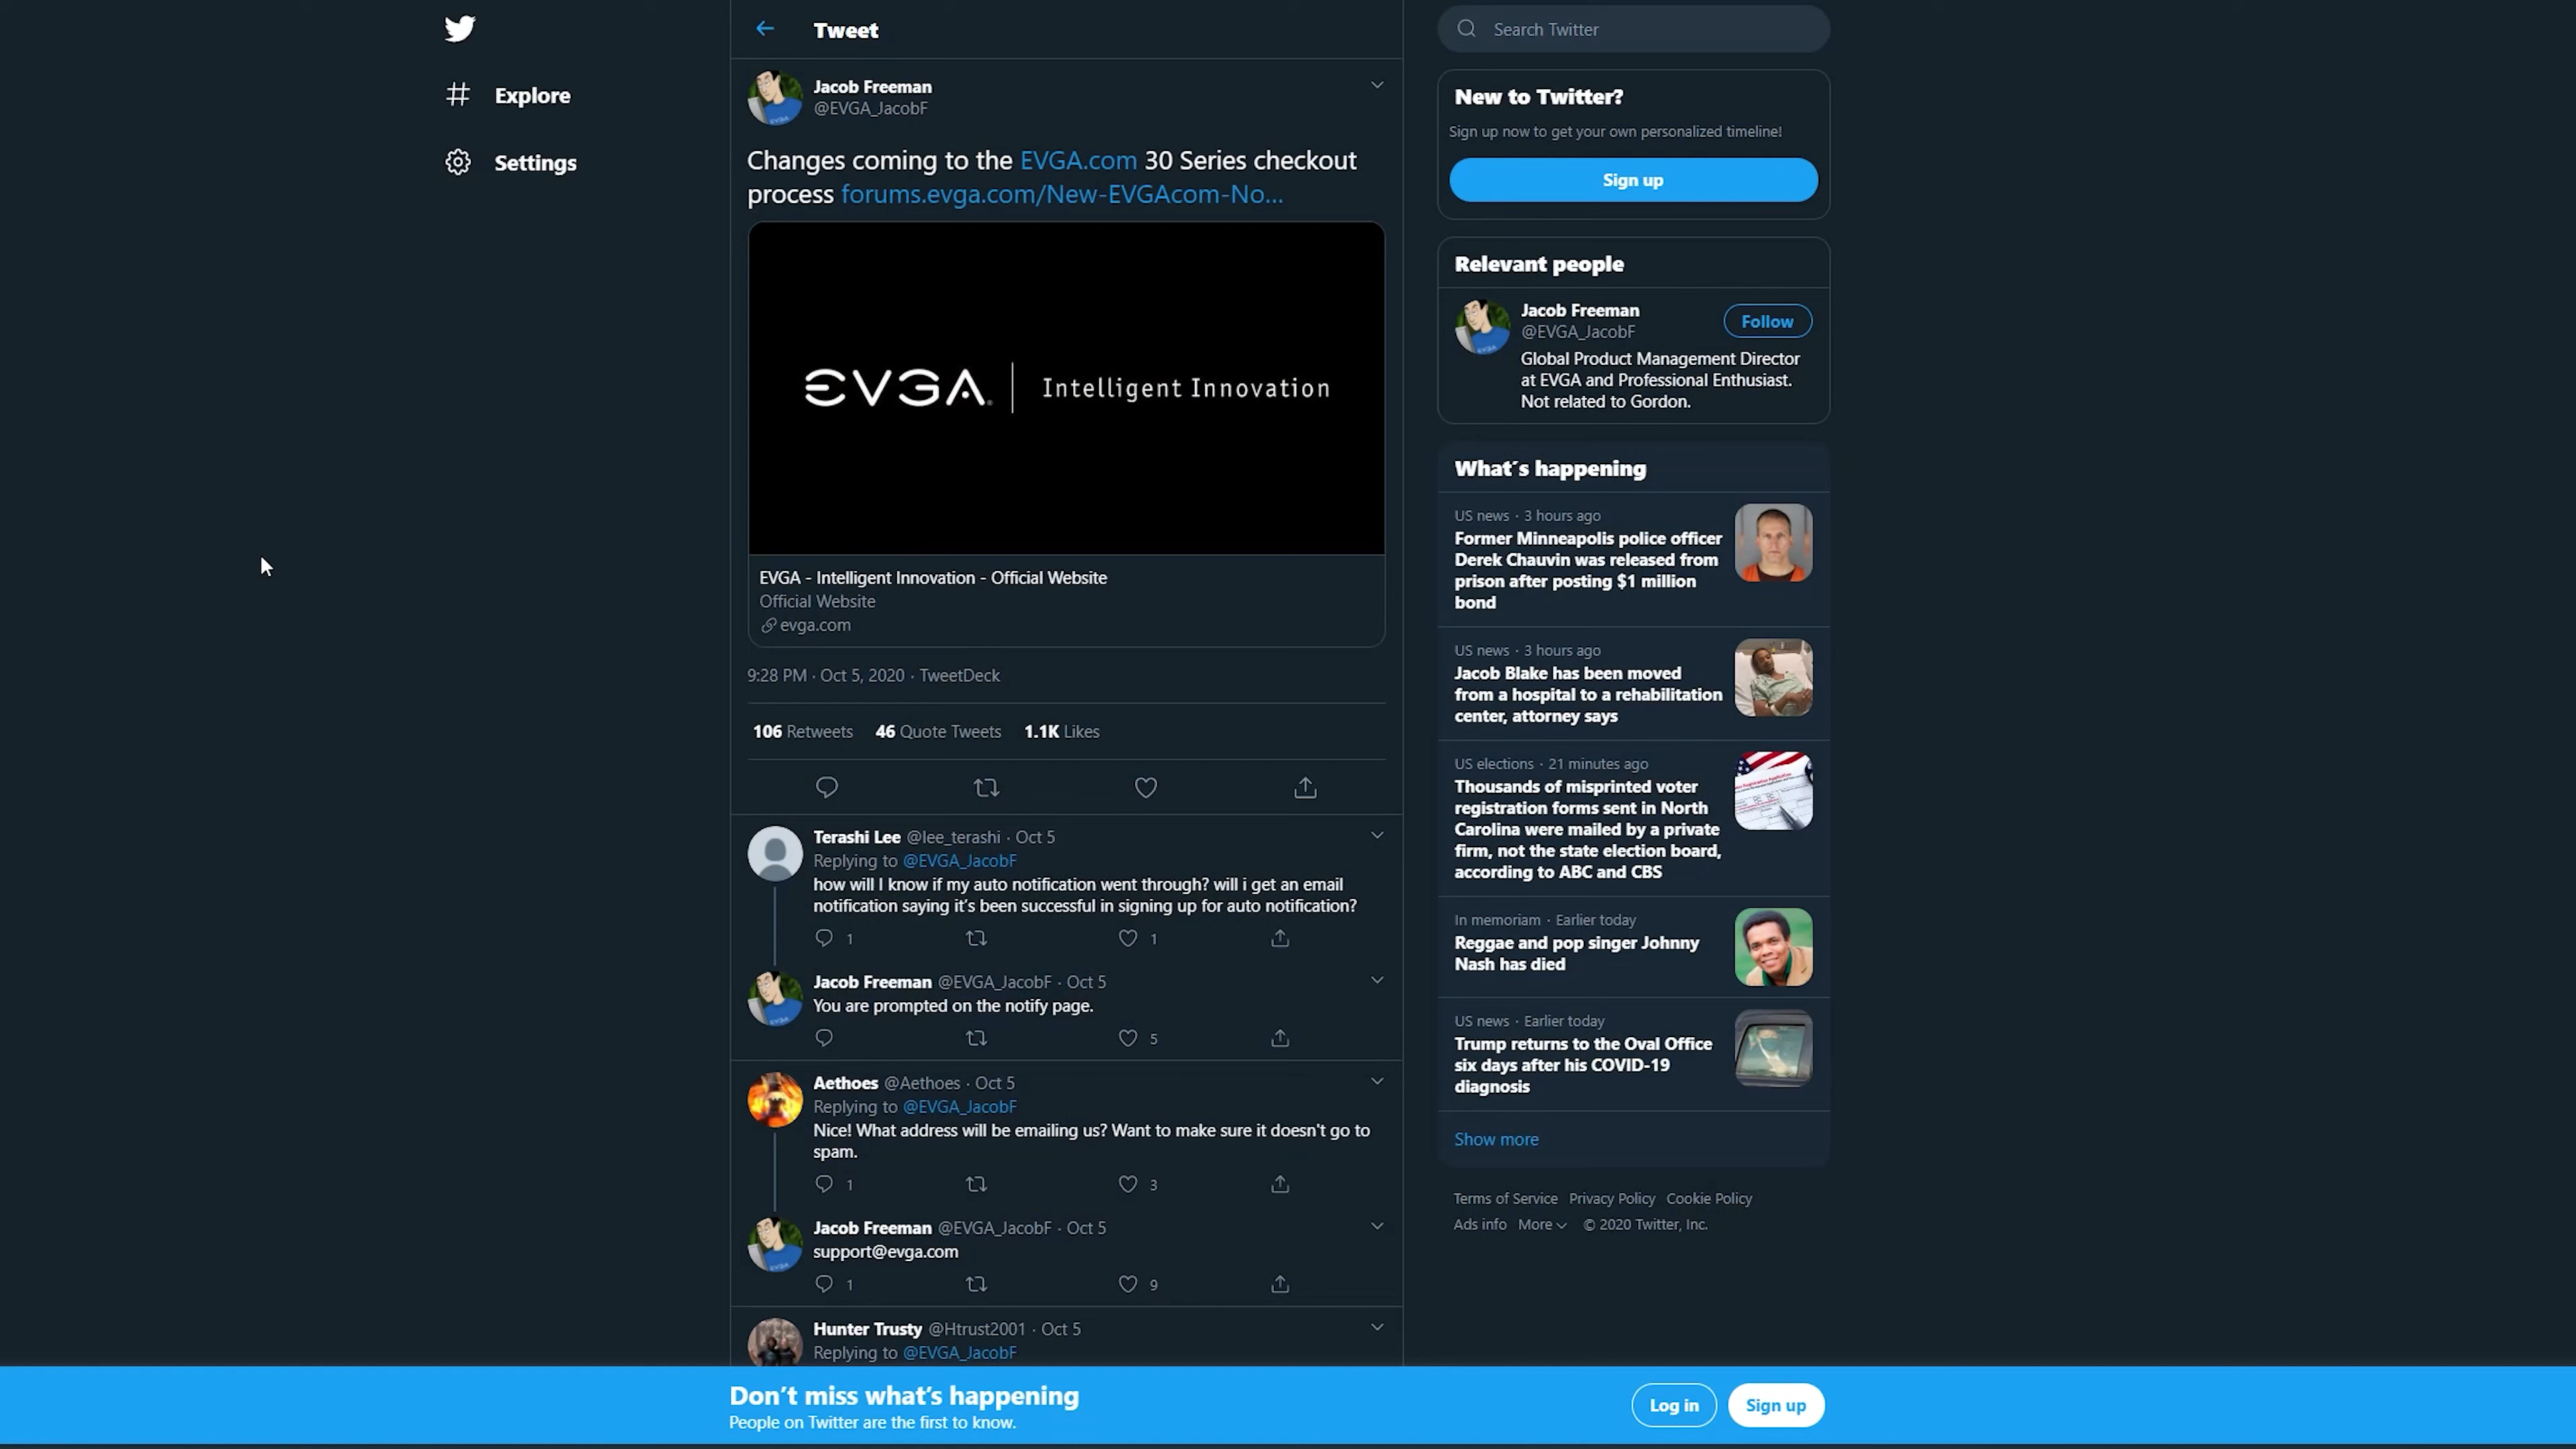 Explore
Settings
Tweet
Jacob Freeman
@EVGA_JacobF
Changes coming to the EVGA.com 30 Series checkout
process forums.evga.com/New-EVGAcom-No...
EVGA | Intelligent Innovation
EVGA - Intelligent Innovation - Official Website
Official Website
evga.com
9:28 PM · Oct 5, 2020 · TweetDeck
106 Retweets 46 Quote Tweets 1.1K Likes
Terashi Lee @lee_terashi · Oct 5
Replying to @EVGA_JacobF
how will I know if my auto notification went through? will i get an email
notification saying it's been successful in signing up for auto notification?
1 1
Jacob Freeman @EVGA_JacobF · Oct 5
You are prompted on the notify page.
5
Aethoes @Aethoes · Oct 5
Replying to @EVGA_JacobF
Nice! What address will be emailing us? Want to make sure it doesn't go to
spam.
1 3
Jacob Freeman @EVGA_JacobF · Oct 5
support@evga.com
1 9
Hunter Trusty @Htrust2001 · Oct 5
Replying to @EVGA_JacobF
Search Twitter
New to Twitter?
Sign up now to get your own personalized timeline!
Sign up
Relevant people
Jacob Freeman
@EVGA_JacobF
Follow
Global Product Management Director
at EVGA and Professional Enthusiast.
Not related to Gordon.
What's happening
US news · 3 hours ago
Former Minneapolis police officer
Derek Chauvin was released from
prison after posting $1 million
bond
US news · 3 hours ago
Jacob Blake has been moved
from a hospital to a rehabilitation
center, attorney says
US elections · 21 minutes ago
Thousands of misprinted voter
registration forms sent in North
Carolina were mailed by a private
firm, not the state election board,
according to ABC and CBS
In memoriam · Earlier today
Reggae and pop singer Johnny
Nash has died
US news · Earlier today
Trump returns to the Oval Office
six days after his COVID-19
diagnosis
Show more
Terms of Service Privacy Policy Cookie Policy
Ads info More © 2020 Twitter, Inc.
Don't miss what's happening
People on Twitter are the first to know.
Log in Sign up